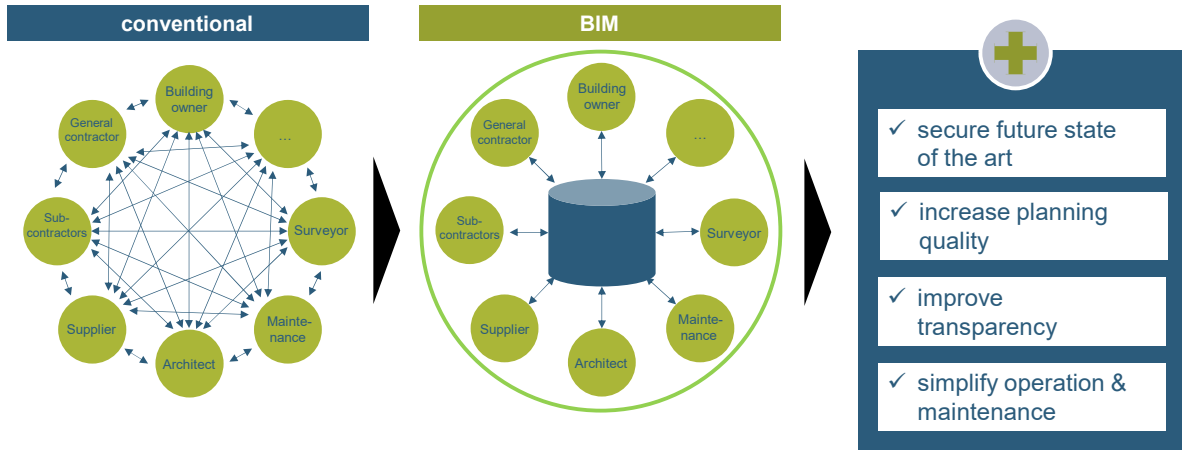 conventional
Building
owner
General
contractor
...
Sub-
contractors
Surveyor
Supplier
Mainte-
nance
Architect
BIM
Building
owner
General
contractor
...
Sub-
contractors
Surveyor
Supplier
Mainte-
nance
Architect
✓ secure future state
of the art
✓ increase planning
quality
✓ improve
transparency
✓ simplify operation &
maintenance